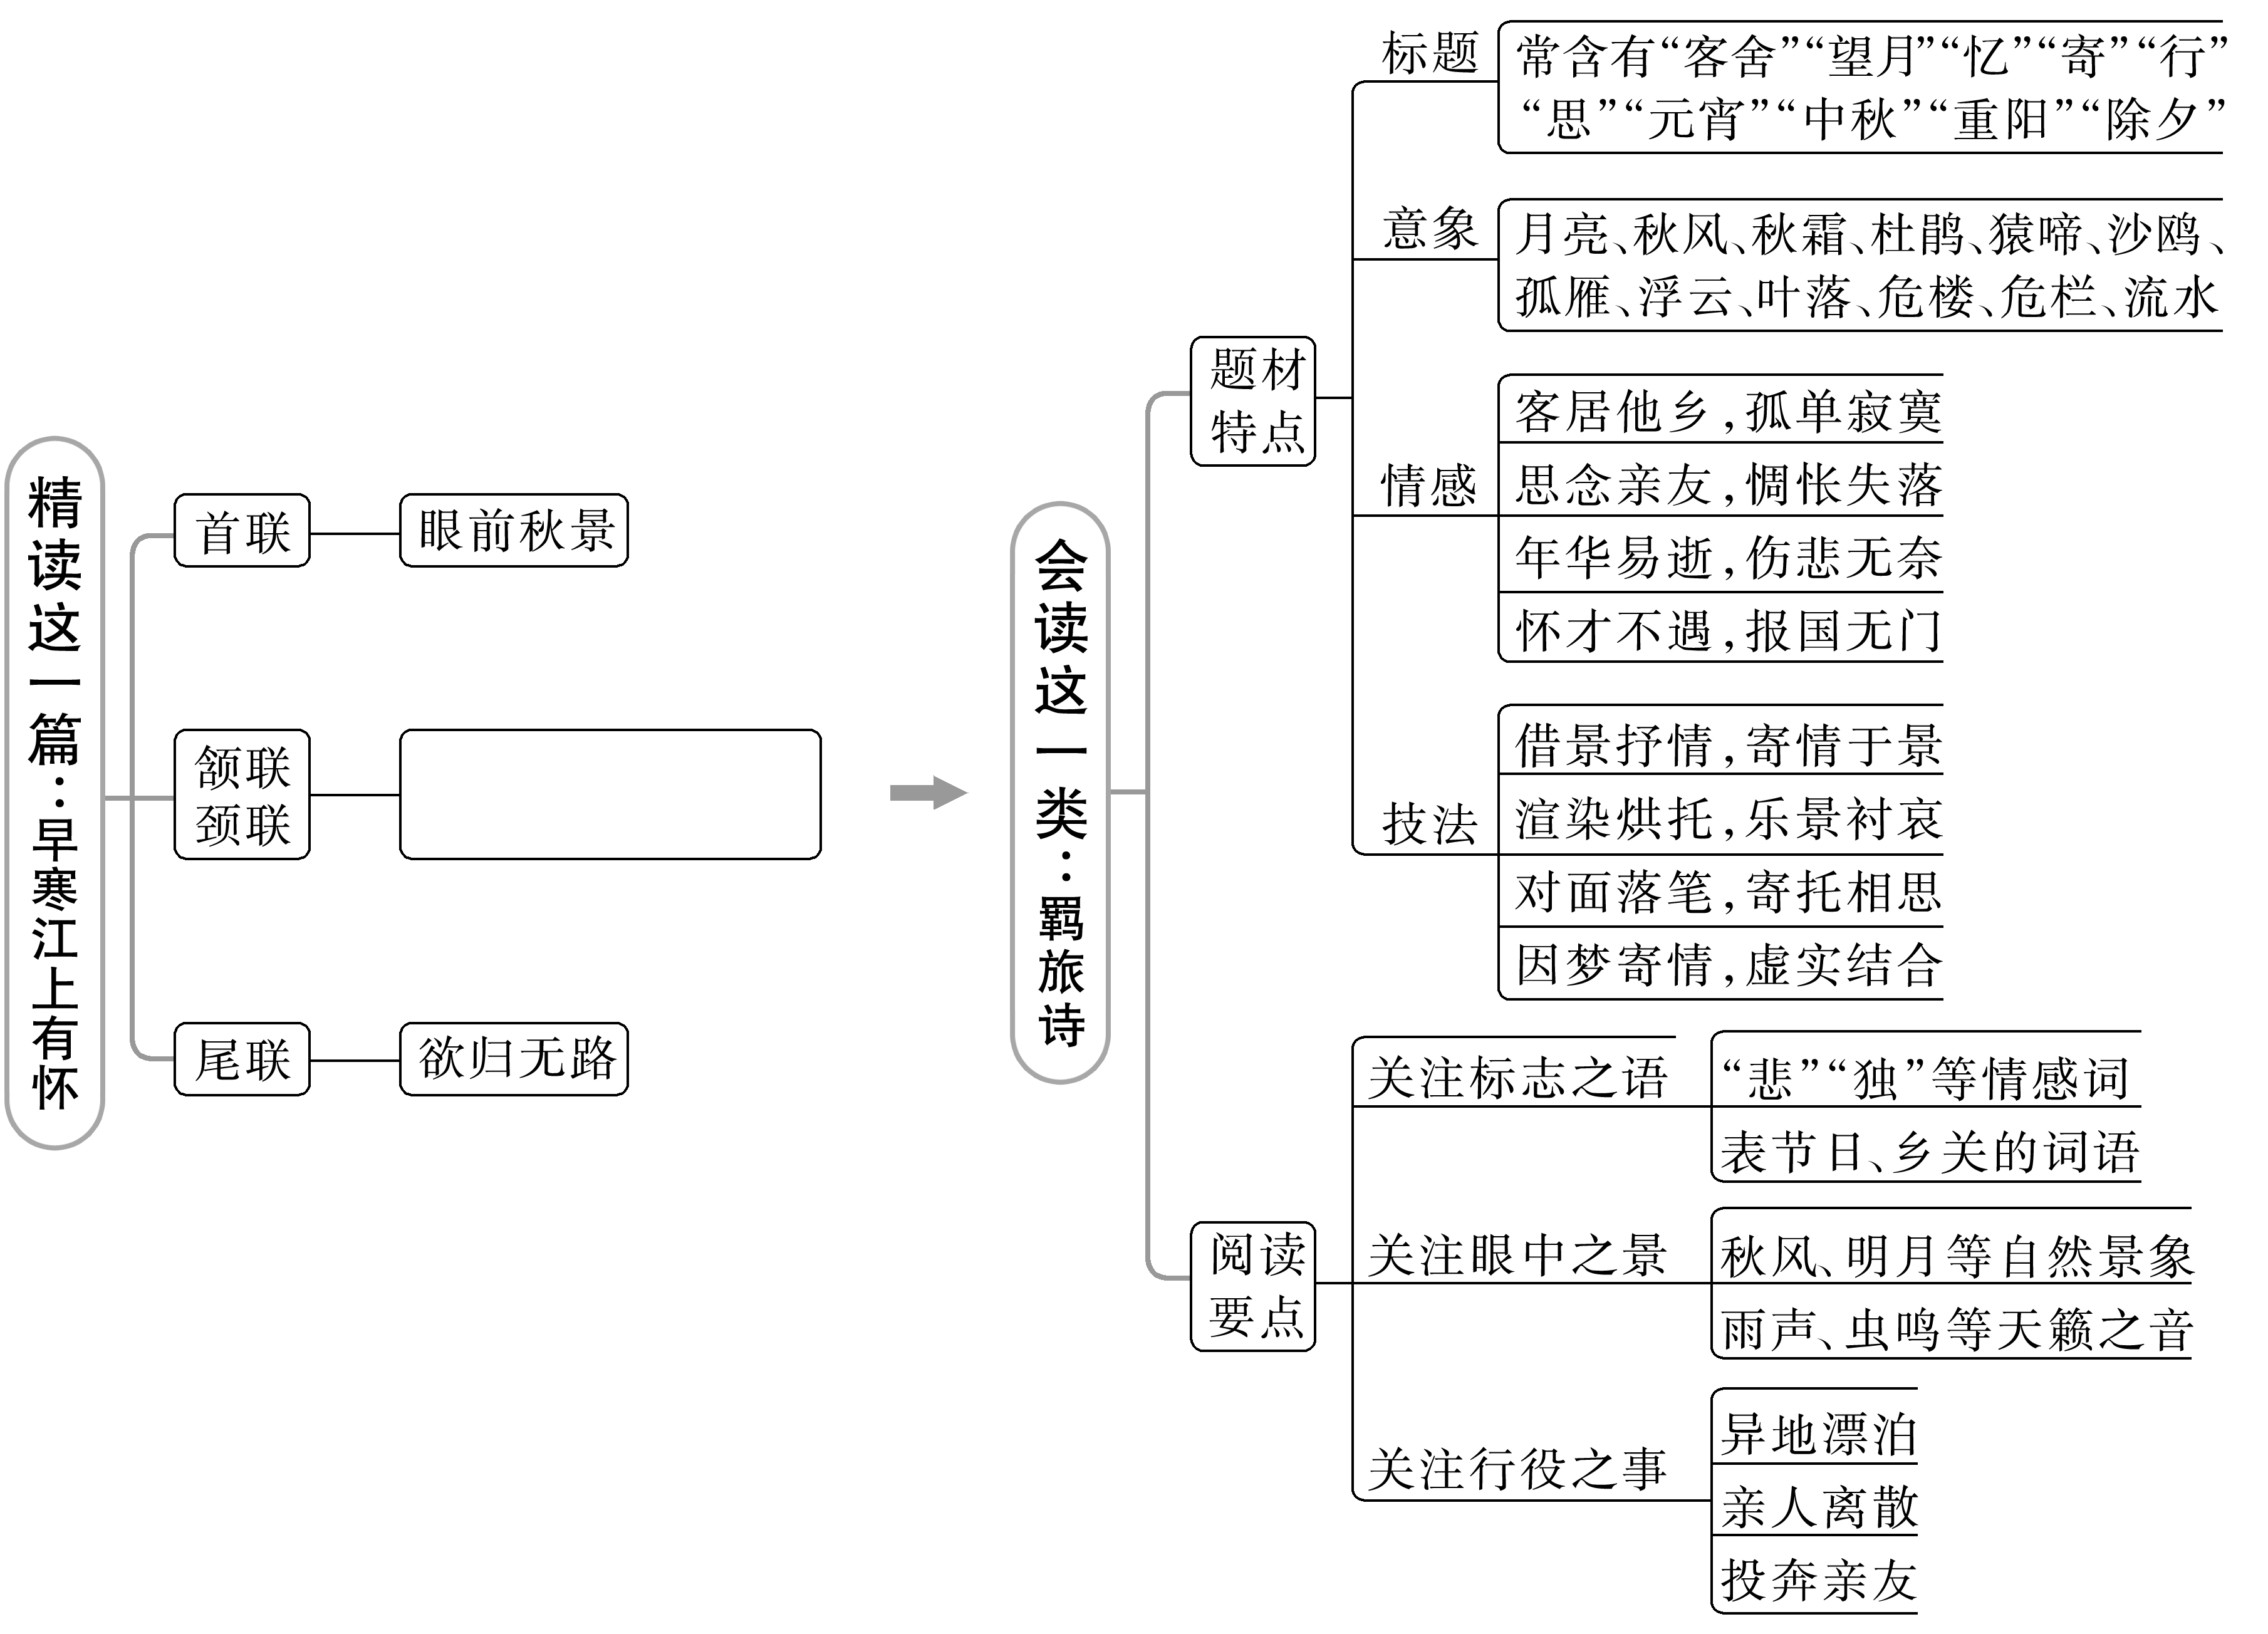 精读这一篇：早寒江上有怀
首联
眼前秋景
颔联
颈联
尾联
欲归无路
会读这一类：羁旅诗
题材
特点
标题
常含有“客舍”“望月”“忆”“寄”“行”
“思”“元宵”“中秋”“重阳”“除夕”
意象
月亮、秋风、秋霜、杜鹃、猿啼、沙鸥、
孤雁、浮云、叶落、危楼、危栏、流水
情感
客居他乡，孤单寂寞
思念亲友，惆怅失落
年华易逝，伤悲无奈
怀才不遇，报国无门
技法
借景抒情，寄情于景
渲染烘托，乐景衬哀
对面落笔，寄托相思
因梦寄情，虚实结合
阅读
要点
关注标志之语
“悲”“独”等情感词
表节日、乡关的词语
关注眼中之景
秋风、明月等自然景象
雨声、虫鸣等天籁之音
关注行役之事
异地漂泊
亲人离散
投奔亲友